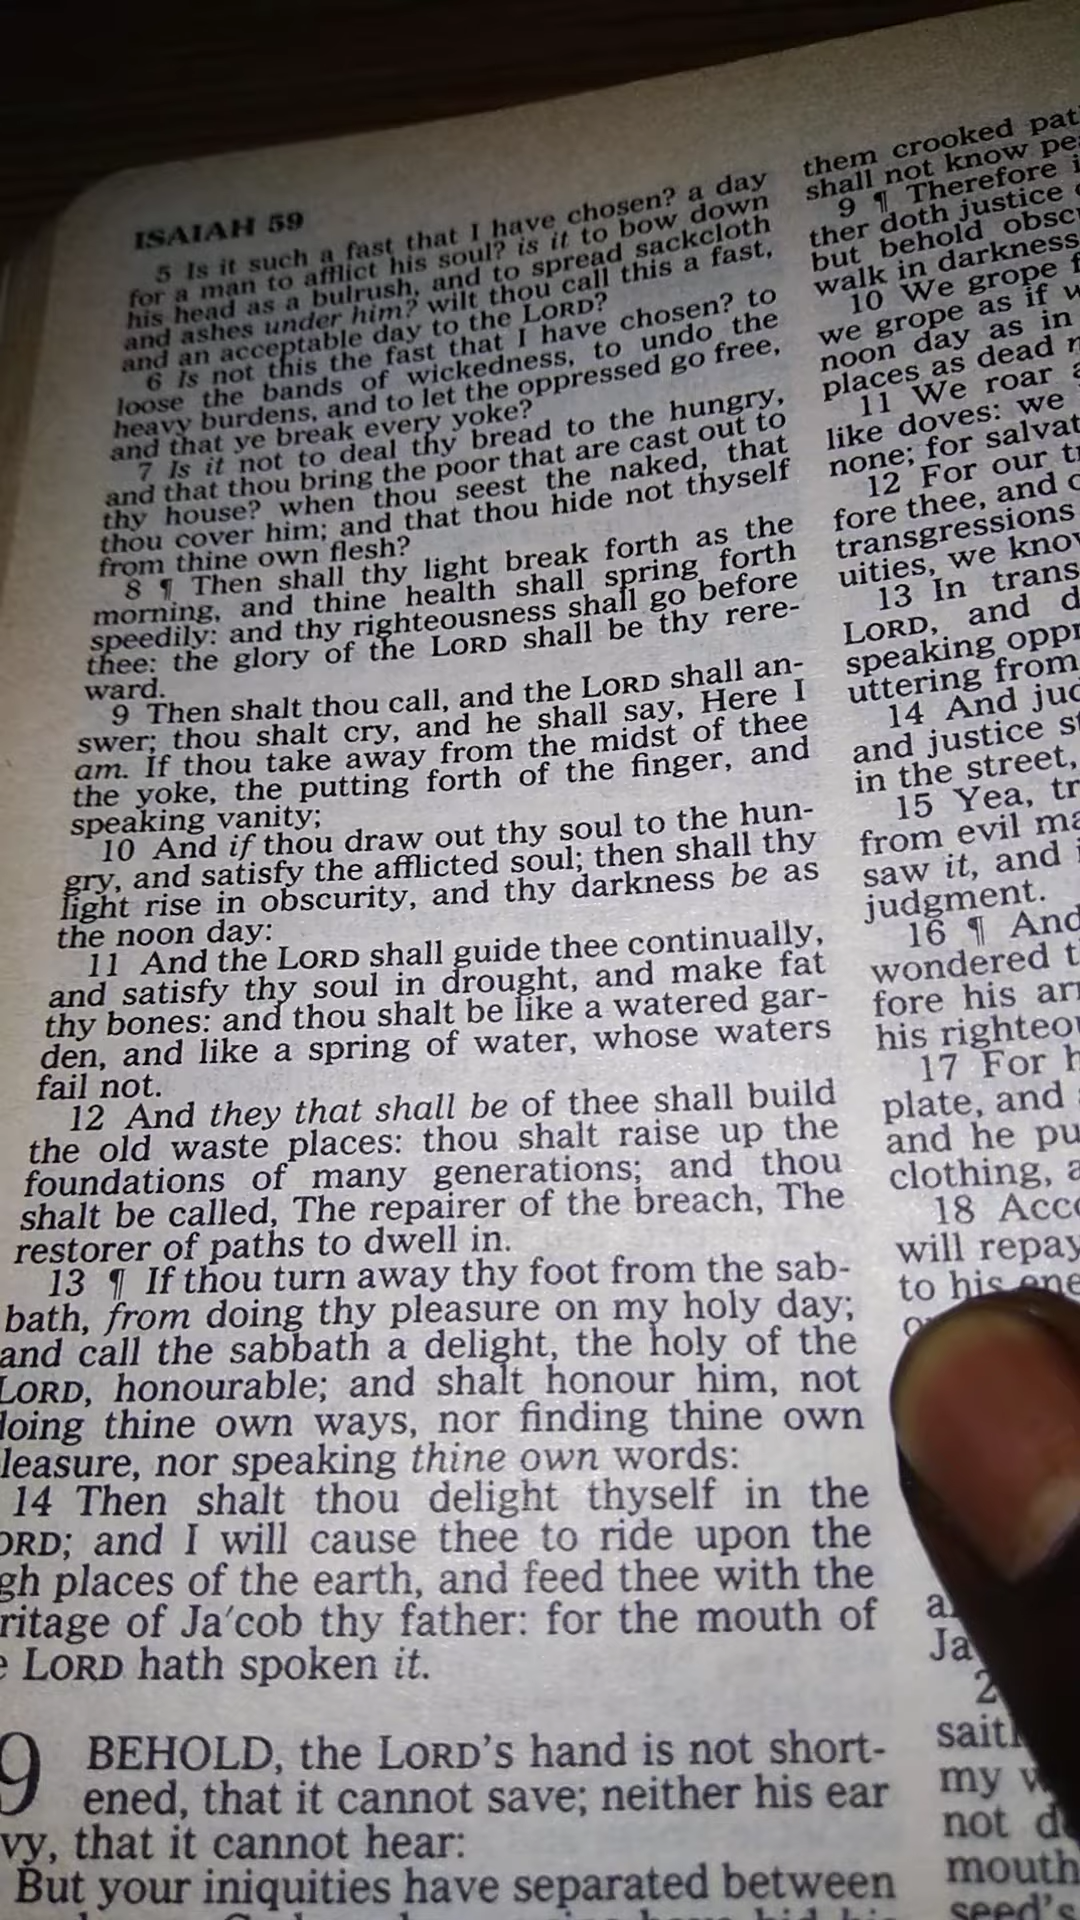 ISAIAH 59
5 Is it such a fast that I have chosen? a day
for a man to afflict his soul? is it to bow down
his head as a bulrush, and to spread sackcloth
and ashes under him? wilt thou call this a fast,
and an acceptable day to the LORD?
6 Is not this the fast that I have chosen? to
loose the bands of wickedness, to undo the
heavy burdens, and to let the oppressed go free,
and that ye break every yoke?
7 Is it not to deal thy bread to the hungry,
and that thou bring the poor that are cast out to
thy house? when thou seest the naked, that
thou cover him; and that thou hide not thyself
from thine own flesh?
8 ¶ Then shall thy light break forth as the
morning, and thine health shall spring forth
speedily: and thy righteousness shall go before
thee: the glory of the LORD shall be thy rere-
ward.
9 Then shalt thou call, and the LORD shall an-
swer; thou shalt cry, and he shall say, Here I
am. If thou take away from the midst of thee
the yoke, the putting forth of the finger, and
speaking vanity;
10 And if thou draw out thy soul to the hun-
gry, and satisfy the afflicted soul; then shall thy
light rise in obscurity, and thy darkness be as
the noon day:
11 And the LORD shall guide thee continually,
and satisfy thy soul in drought, and make fat
thy bones: and thou shalt be like a watered gar-
den, and like a spring of water, whose waters
fail not.
12 And they that shall be of thee shall build
the old waste places: thou shalt raise up the
foundations of many generations; and thou
shalt be called, The repairer of the breach, The
restorer of paths to dwell in.
13 ¶ If thou turn away thy foot from the sab-
bath, from doing thy pleasure on my holy day;
and call the sabbath a delight, the holy of the
LORD, honourable; and shalt honour him, not
doing thine own ways, nor finding thine own
leasure, nor speaking thine own words:
14 Then shalt thou delight thyself in the
ORD; and I will cause thee to ride upon the
gh places of the earth, and feed thee with the
ritage of Ja'cob thy father: for the mouth of
LORD hath spoken it.
9 BEHOLD, the LORD'S hand is not short-
ened, that it cannot save; neither his ear
vy, that it cannot hear:
But your iniquities have separated between
them crooked pat
shall not know pe
9 ¶ Therefore i
ther doth justice
but behold obsc
walk in darkness
10 We grope f
we grope as if
noon day as in
places as dead
11 We roar
like doves: we
none; for salvat
12 For our t
fore thee, and
transgressions
uities, we know
13 In trans
LORD, and d
speaking oppr
uttering from
14 And jud
and justice st
in the street,
15 Yea, tr
from evil ma
saw it, and
judgment.
16 ¶ And
wondered t
fore his arm
his righteou
17 For h
plate, and
and he pu
clothing, a
18 Acco
will repay
to his ene
Ja
2
sait
my
not d
mouth
seed's